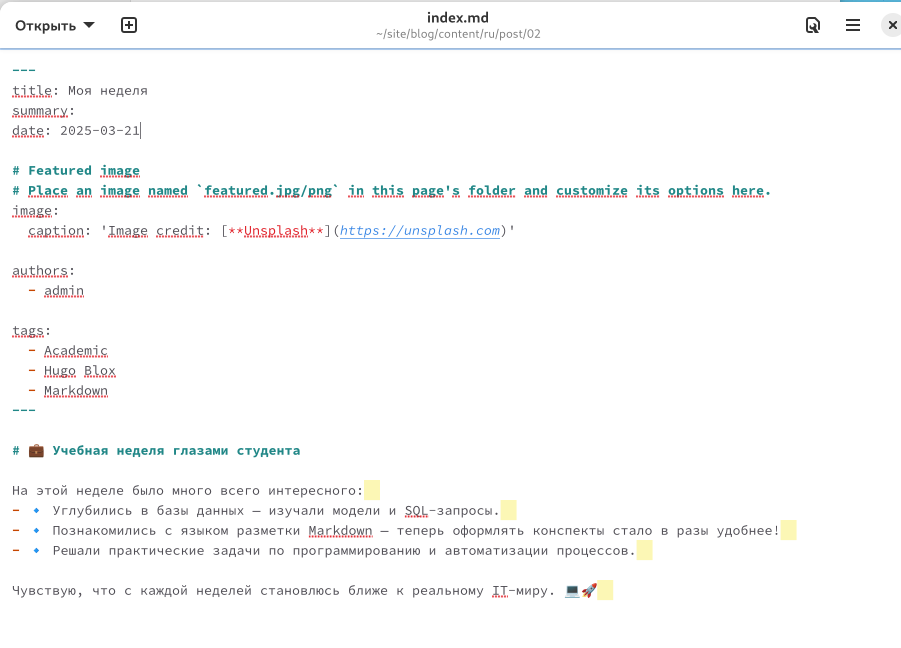 Открыть
index.md
~/site/blog/content/ru/post/02
---
title: Моя неделя
summary:
date: 2025-03-21
# Featured image
# Place an image named `featured.jpg/png` in this page's folder and customize its options here.
image:
  caption: 'Image credit: [**Unsplash**](https://unsplash.com)'
authors:
  - admin
tags:
  - Academic
  - Hugo Blox
  - Markdown
---
# 💼 Учебная неделя глазами студента
На этой неделе было много всего интересного:
- 🔹 Углубились в базы данных — изучали модели и SQL-запросы.
- 🔹 Познакомились с языком разметки Markdown — теперь оформлять конспекты стало в разы удобнее!
- 🔹 Решали практические задачи по программированию и автоматизации процессов.
Чувствую, что с каждой неделей становлюсь ближе к реальному IT-миру. 💻🚀